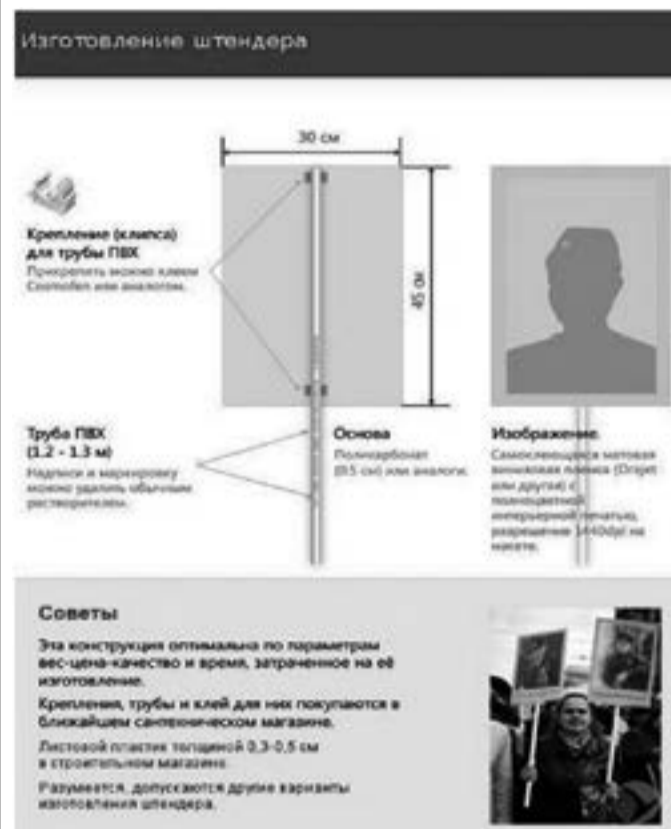 Изготовление штендера
30 см
45 см
Крепление (клипса)
для трубы ПВХ
Прикрепить можно клеем
Cosmofen или аналогом.
Труба ПВХ
(1.2 - 1.3 м)
Надписи и маркировку
можно удалить обычным
растворителем.
Основа
Поликарбонат
(0.5 см) или аналоги.
Изображение
Самоклеющаяся матовая
виниловая пленка (Orajet
или другая) с
полноцветной
интерьерной печатью,
разрешение 1440dpi на
макете.
Советы
Эта конструкция оптимальна по параметрам
вес-цена-качество и время, затраченное на её
изготовление.
Крепления, трубы и клей для них покупаются в
ближайшем сантехническом магазине.
Листовой пластик толщиной 0,3-0,5 см
в строительном магазине.
Разумеется, допускаются другие варианты
изготовления штендера.